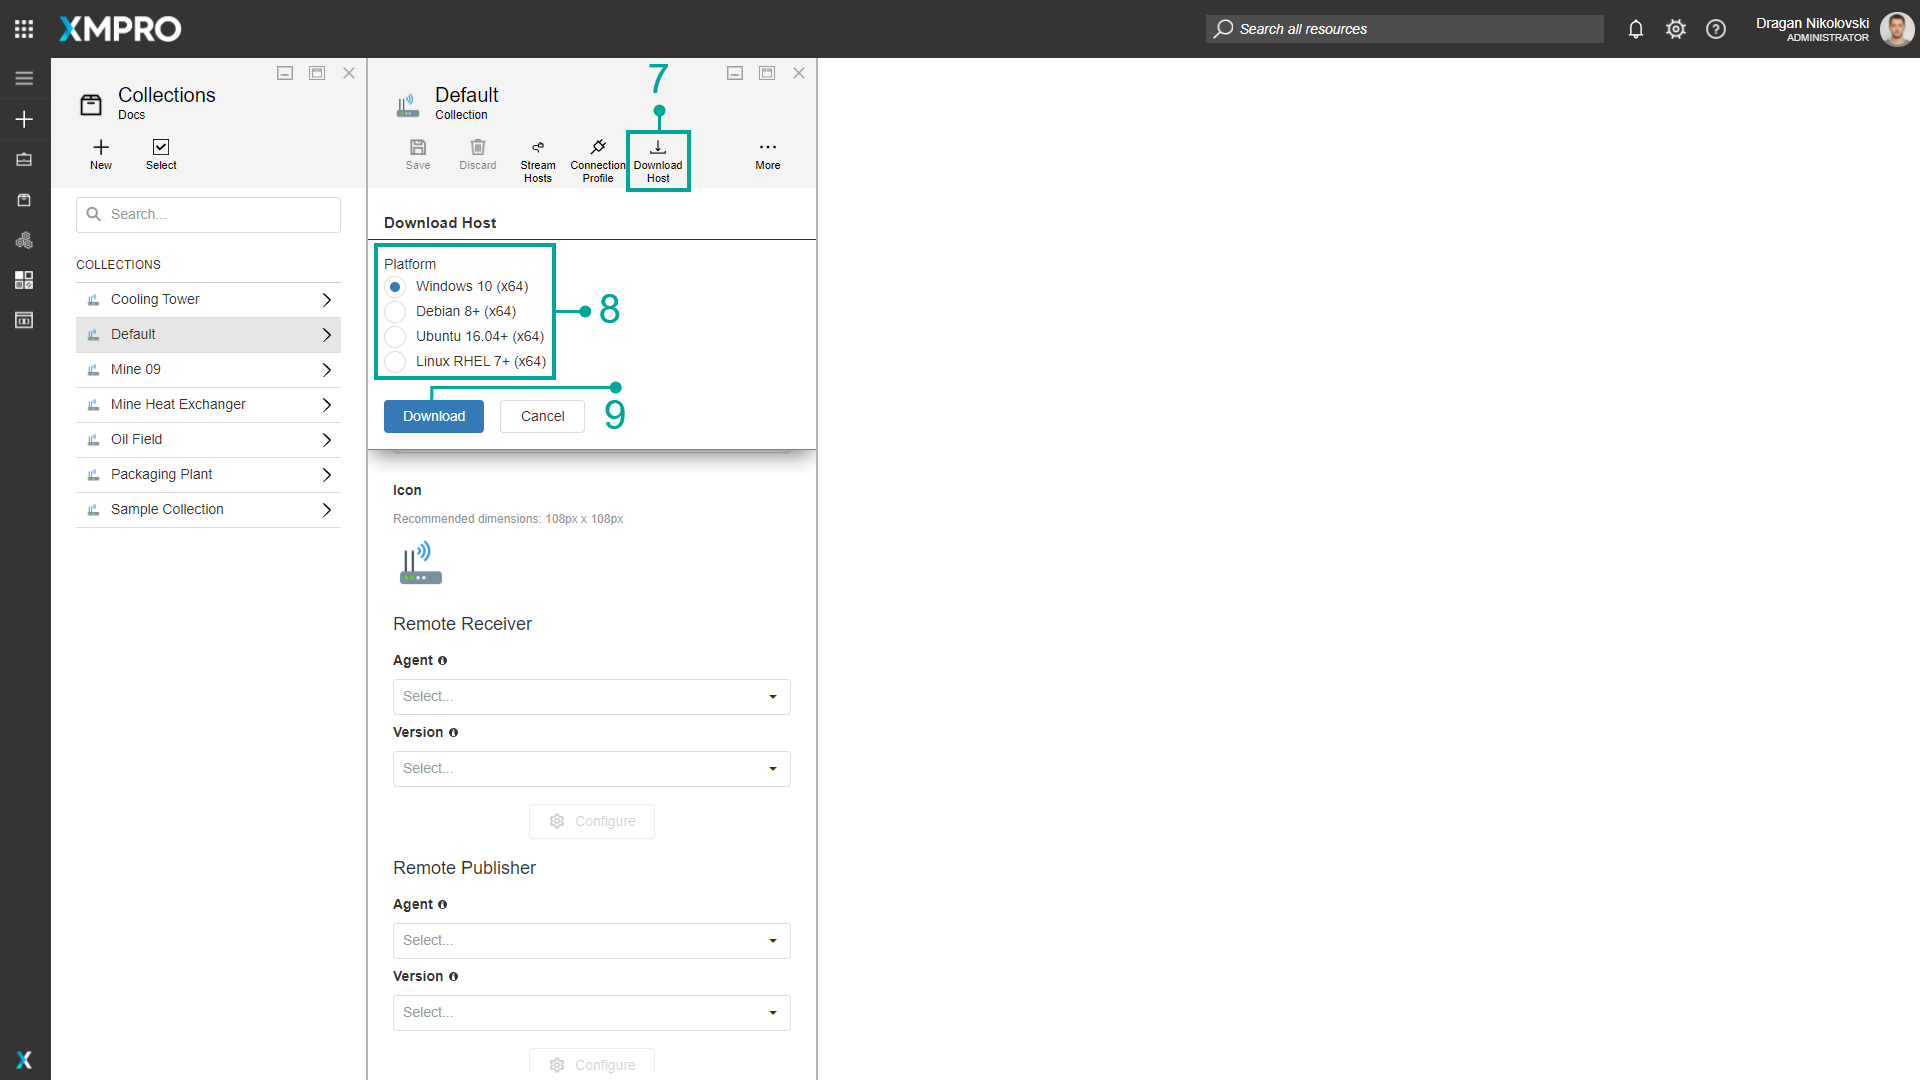 XMPRO
Search all resources
Dragan Nikolovski
ADMINISTRATOR
Collections
Docs
New
Select
Search...
COLLECTIONS
Cooling Tower
Default
Mine 09
Mine Heat Exchanger
Oil Field
Packaging Plant
Sample Collection
Default
Collection
7
Save
Discard
Stream
Hosts
Connection
Profile
Download
Host
More
Download Host
Platform
Windows 10 (x64)
Debian 8+ (x64)
Ubuntu 16.04+ (x64)
Linux RHEL 7+ (x64)
8
Download
Cancel
9
Icon
Recommended dimensions: 108px x 108px
Remote Receiver
Agent
Select...
Version
Select...
Configure
Remote Publisher
Agent
Select...
Version
Select...
Configure